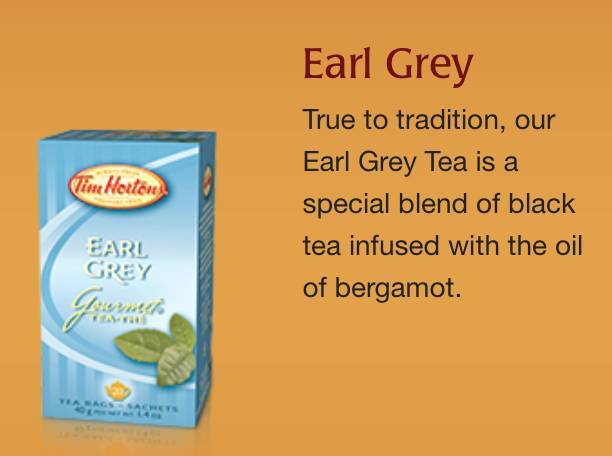 Earl Grey
True to tradition, our
Earl Grey Tea is a
special blend of black
tea infused with the oil
of bergamot.
Tim Hortons
EARL
GREY
Gourmet
TEA·THÉ
20
TEA BAGS - SACHETS